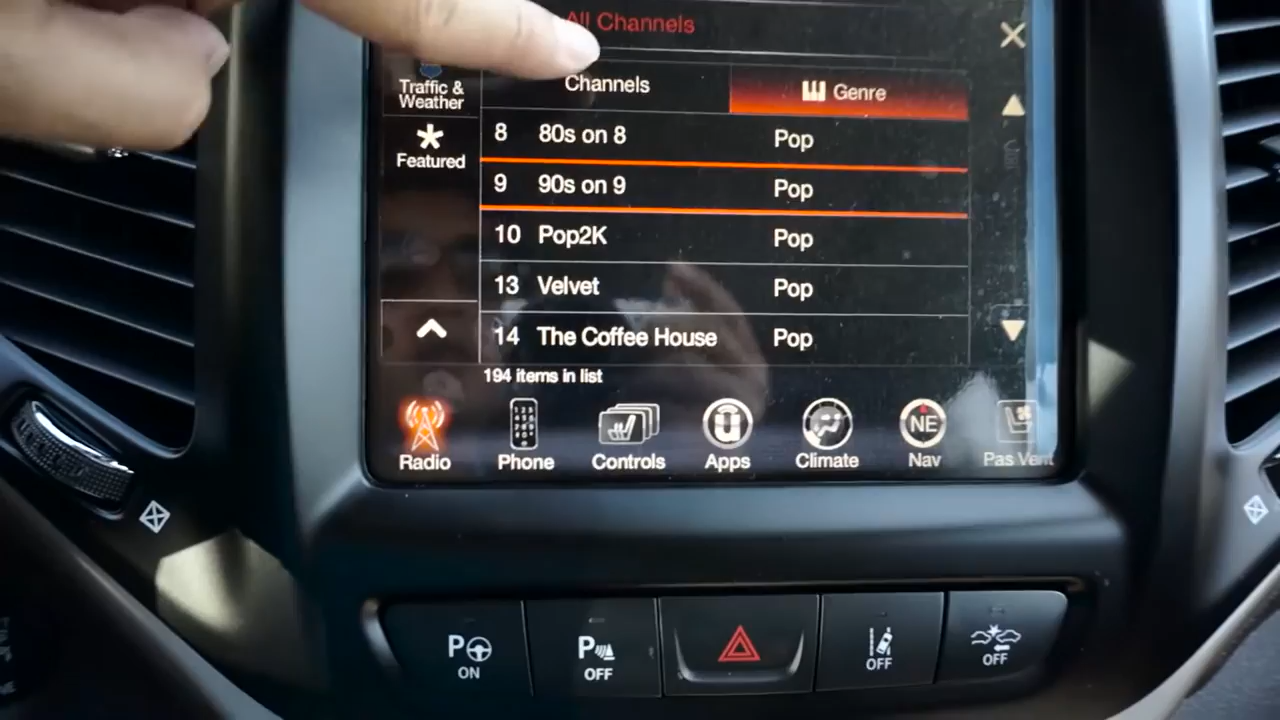 All Channels
Traffic &
Weather
Featured
Channels
Genre
8 80s on 8 Pop
9 90s on 9 Pop
10 Pop2K Pop
13 Velvet Pop
14 The Coffee House Pop
194 items in list
NE
Radio
Phone
Controls
Apps
Climate
Nav
Pas Vent
P ON
P OFF
OFF
OFF